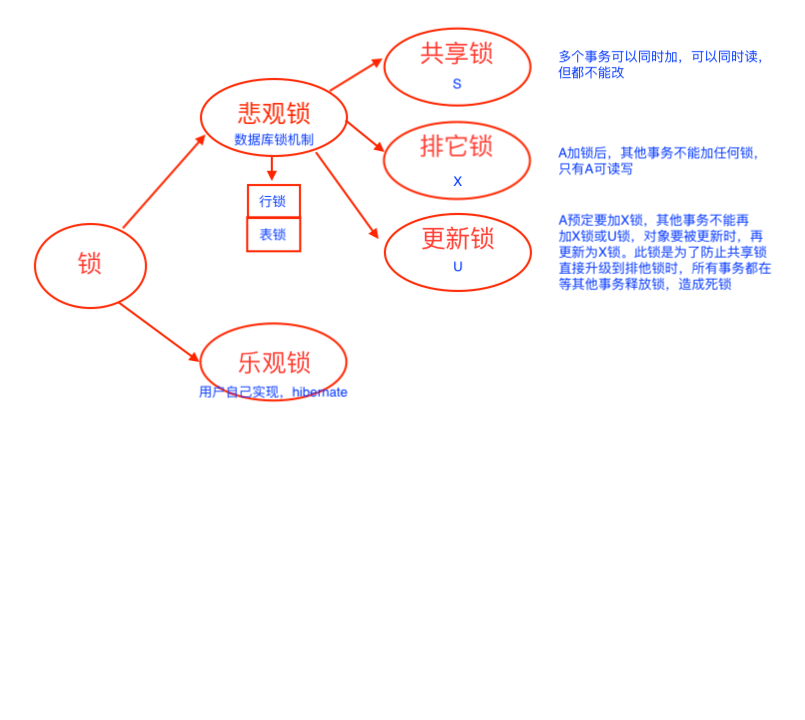 共享锁
S
多个事务可以同时加，可以同时读，
但都不能改
悲观锁
数据库锁机制
排它锁
X
A加锁后，其他事务不能加任何锁，
只有A可读写
行锁
表锁
更新锁
U
A预定要加X锁，其他事务不能再
加X锁或U锁，对象要被更新时，再
更新为X锁。此锁是为了防止共享锁
直接升级到排他锁时，所有事务都在
等其他事务释放锁，造成死锁
锁
乐观锁
用户自己实现，hibernate